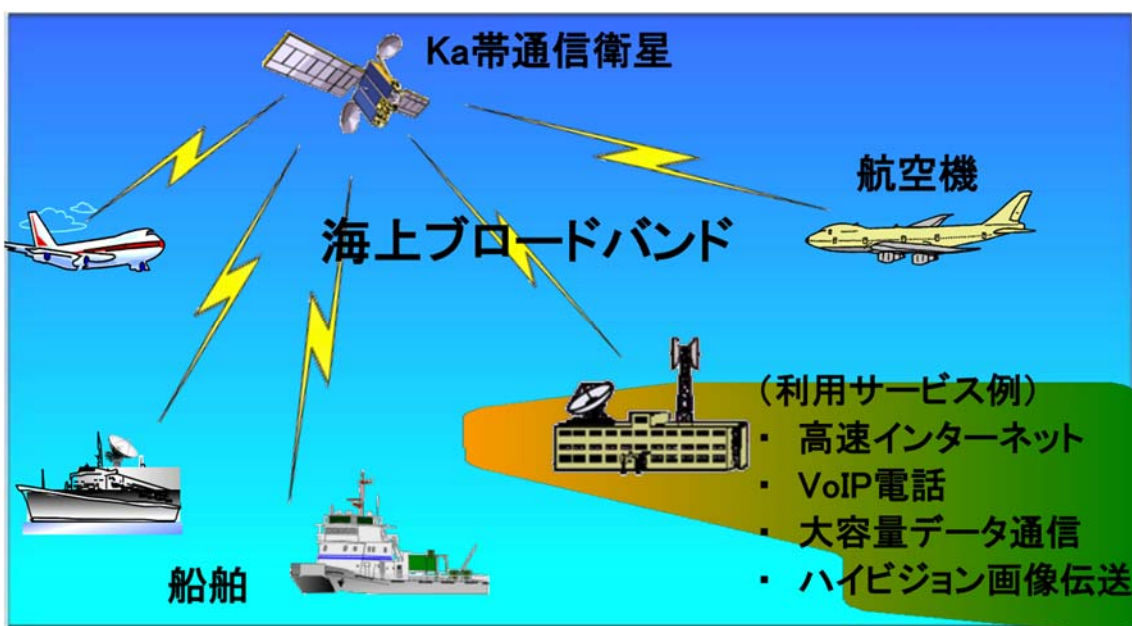 Ka帯通信衛星
航空機
海上ブロードバンド
（利用サービス例）
・ 高速インターネット
・ VoIP電話
・ 大容量データ通信
・ ハイビジョン画像伝送
船舶